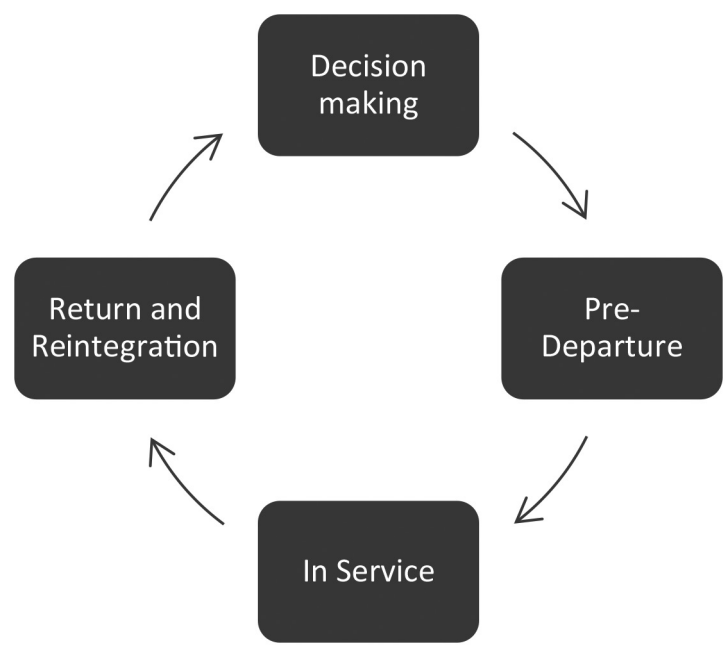 Decision
making
Pre-
Departure
In Service
Return and
Reintegration